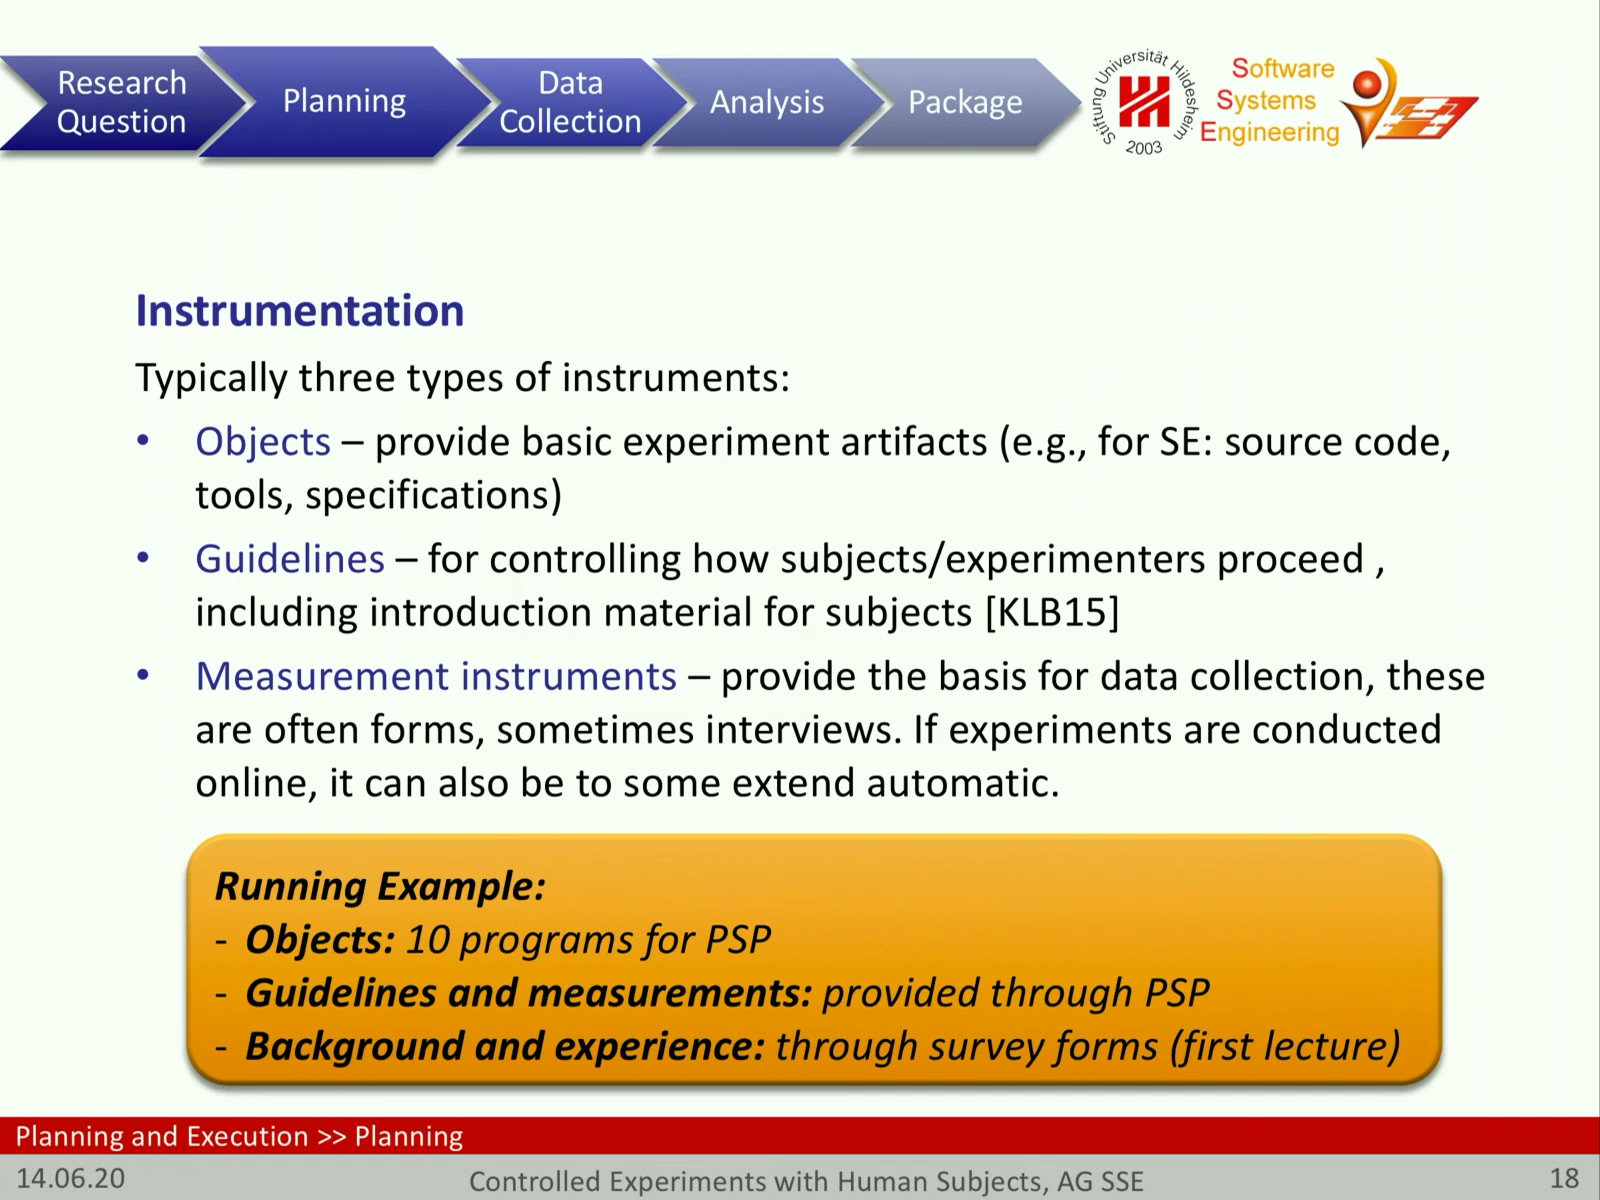 Research
Question
Planning
Data
Collection
Analysis
Package
Stiftung Universität Hildesheim
2003
Software
Systems
Engineering
Instrumentation
Typically three types of instruments:
• Objects – provide basic experiment artifacts (e.g., for SE: source code,
tools, specifications)
• Guidelines – for controlling how subjects/experimenters proceed ,
including introduction material for subjects [KLB15]
• Measurement instruments – provide the basis for data collection, these
are often forms, sometimes interviews. If experiments are conducted
online, it can also be to some extend automatic.
Running Example:
- Objects: 10 programs for PSP
- Guidelines and measurements: provided through PSP
- Background and experience: through survey forms (first lecture)
Planning and Execution >> Planning
14.06.20
Controlled Experiments with Human Subjects, AG SSE
18